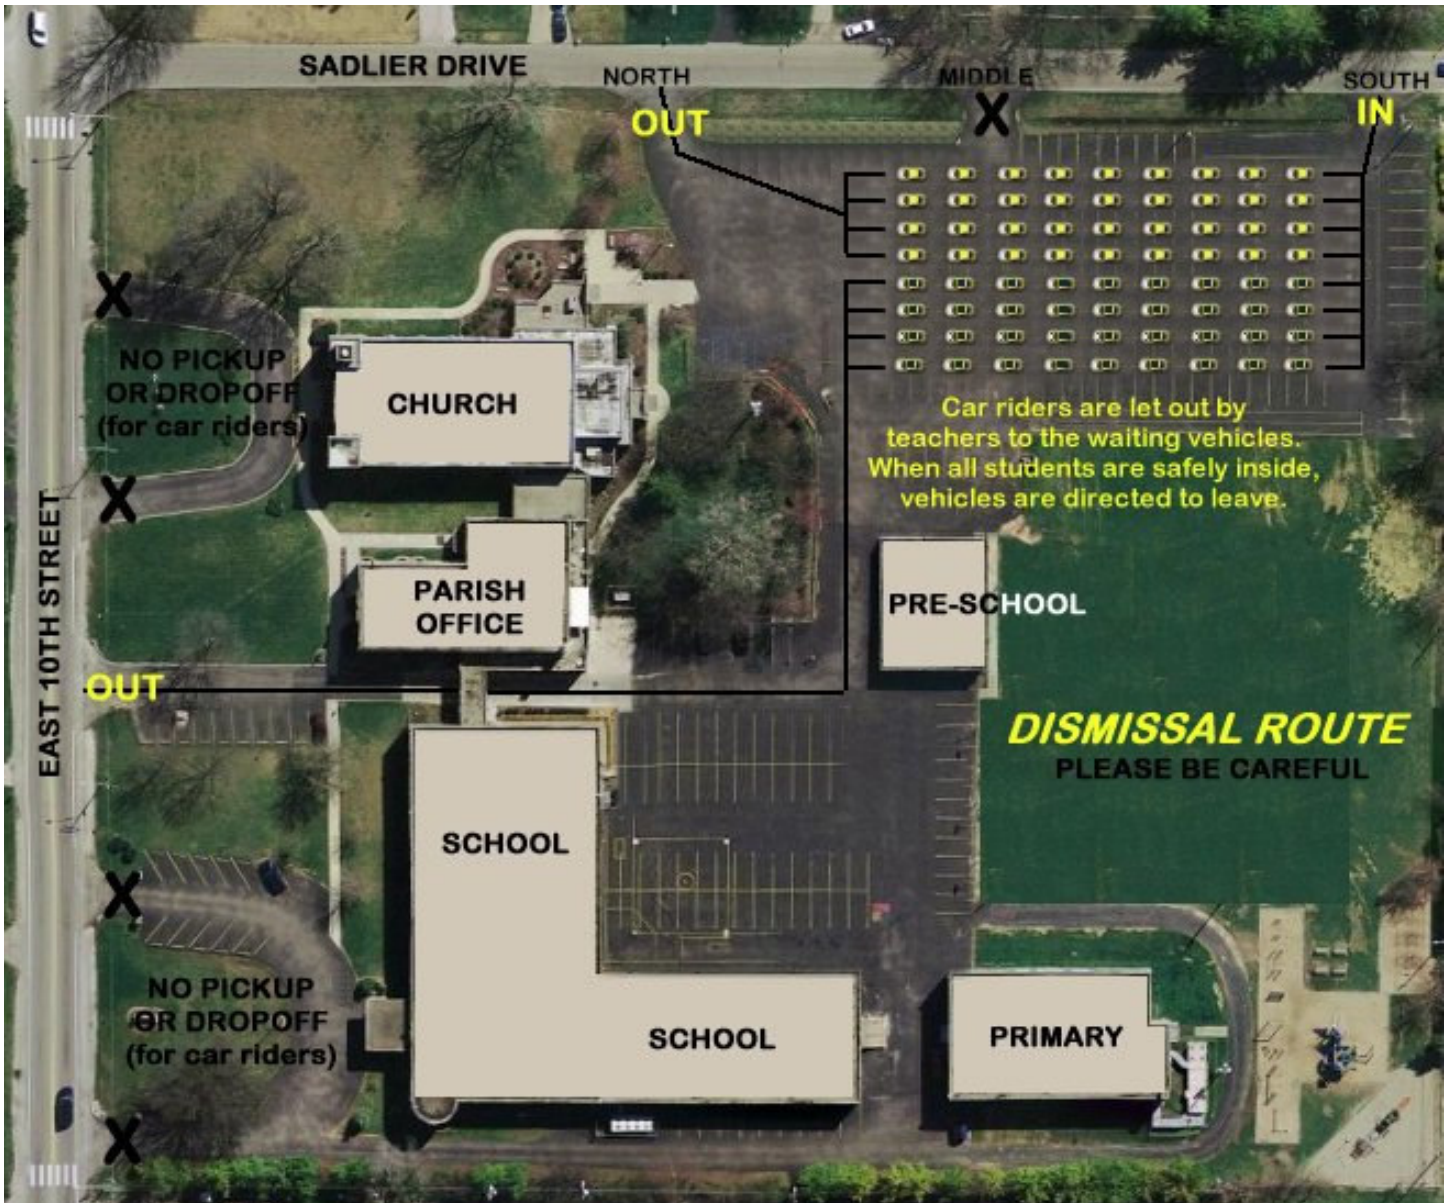 SADLIER DRIVE
NORTH
MIDDLE
SOUTH
OUT
X
IN
X
NO PICKUP
OR DROPOFF
(for car riders)
X
CHURCH
Car riders are let out by
teachers to the waiting vehicles.
When all students are safely inside,
vehicles are directed to leave.
EAST 10TH STREET
PARISH
OFFICE
PRE-SCHOOL
OUT
DISMISSAL ROUTE
PLEASE BE CAREFUL
SCHOOL
X
NO PICKUP
OR DROPOFF
(for car riders)
SCHOOL
PRIMARY
X